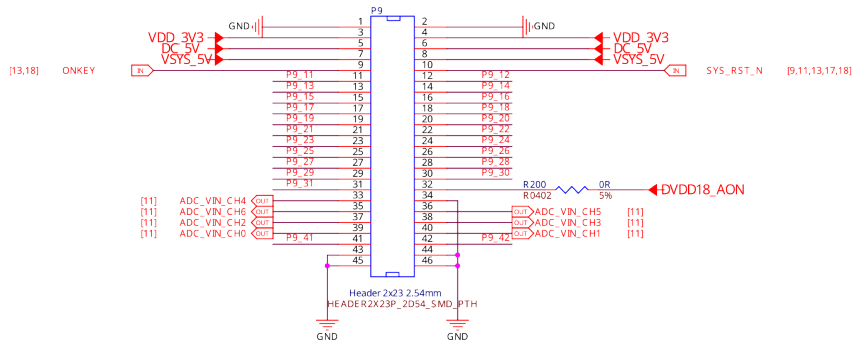 P9
GND 1 2 GND
VDD_3V3 3 4 VDD_3V3
DC_5V 5 6 DC_5V
VSYS_5V 7 8 VSYS_5V
[13,18] ONKEY IN 9 10 IN SYS_RST_N [9,11,13,17,18]
P9_11 11 12 P9_12
P9_13 13 14 P9_14
P9_15 15 16 P9_16
P9_17 17 18 P9_18
P9_19 19 20 P9_20
P9_21 21 22 P9_22
P9_23 23 24 P9_24
P9_25 25 26 P9_26
P9_27 27 28 P9_28
P9_29 29 30 P9_30
P9_31 31 32 R200 0R DVDD18_AON
R0402 5%
[11] ADC_VIN_CH4 OUT 33 34
[11] ADC_VIN_CH6 OUT 35 36 OUT ADC_VIN_CH5 [11]
[11] ADC_VIN_CH2 OUT 37 38 OUT ADC_VIN_CH3 [11]
[11] ADC_VIN_CH0 OUT 39 40 OUT ADC_VIN_CH1 [11]
P9_41 41 42 P9_42
43 44
45 46
Header 2x23 2.54mm
HEADER2X23P_2D54_SMD_PTH
GND GND